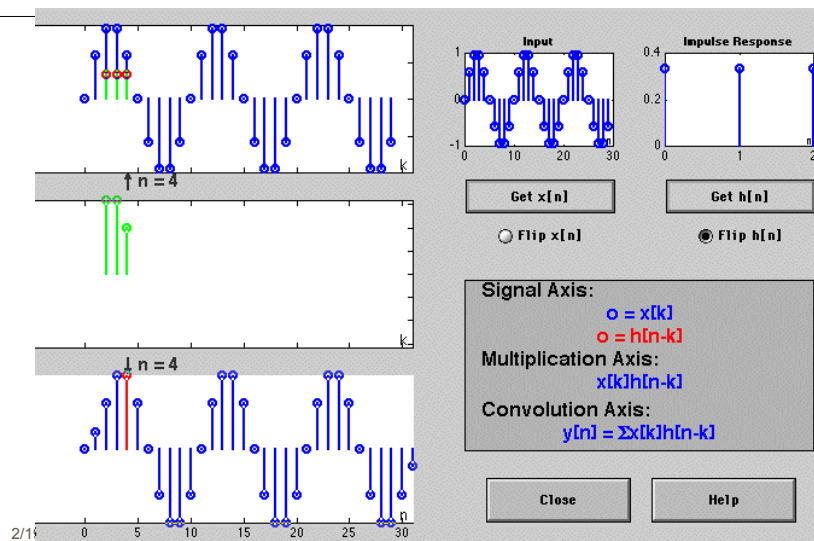 Input
Impulse Response
1
0
-1
0
10
20
30
n
0.4
0.2
0
0
1
2
n
k
n = 4
Get x[n]
Get h[n]
Flip x[n]
Flip h[n]
k
Signal Axis:
o = x[k]
o = h[n-k]
Multiplication Axis:
x[k]h[n-k]
Convolution Axis:
y[n] = Σx[k]h[n-k]
n = 4
n
Close
Help
0 5 10 15 20 25 30
2/1